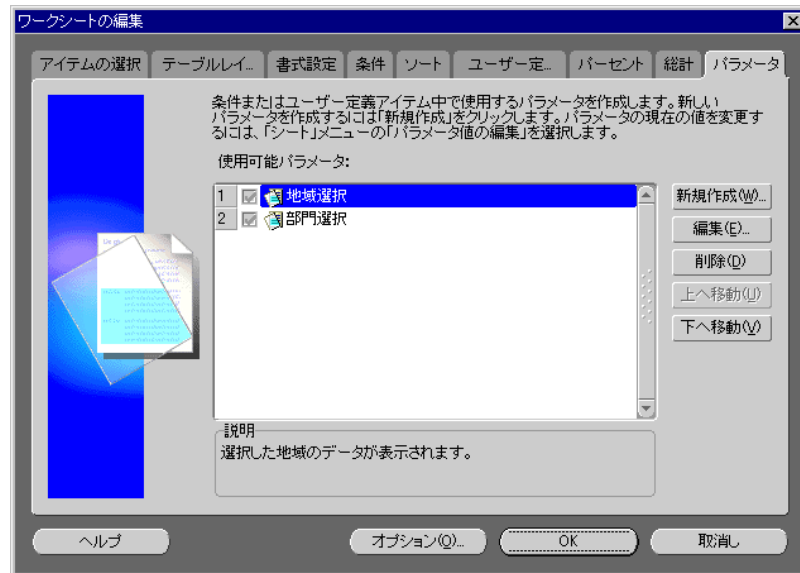 ワークシートの編集
アイテムの選択 テーブルレイ... 書式設定 条件 ソート ユーザー定... パーセント 総計 パラメータ
条件またはユーザー定義アイテム中で使用するパラメータを作成します。新しい
パラメータを作成するには「新規作成」をクリックします。パラメータの現在の値を変更す
るには、「シート」メニューの「パラメータ値の編集」を選択します。
使用可能パラメータ:
1 地域選択
2 部門選択
新規作成(W)...
編集(E)...
削除(D)
上へ移動(U)
下へ移動(V)
説明
選択した地域のデータが表示されます。
ヘルプ オプション(O)... OK 取消し